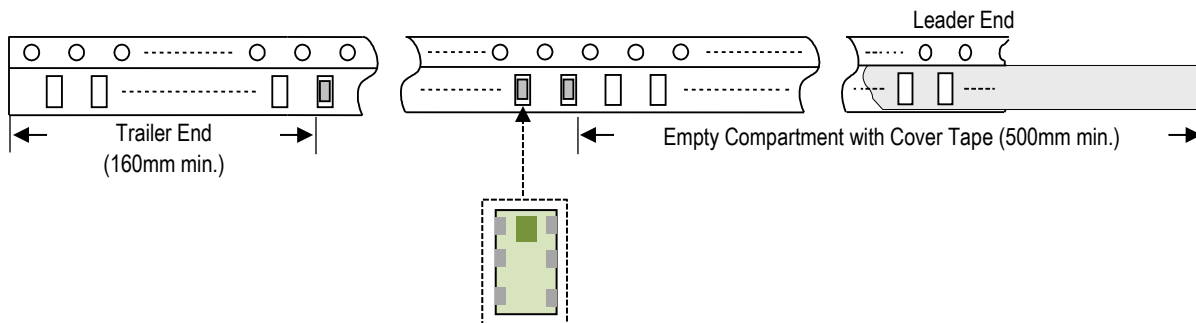 Leader End
Trailer End
(160mm min.)
Empty Compartment with Cover Tape (500mm min.)